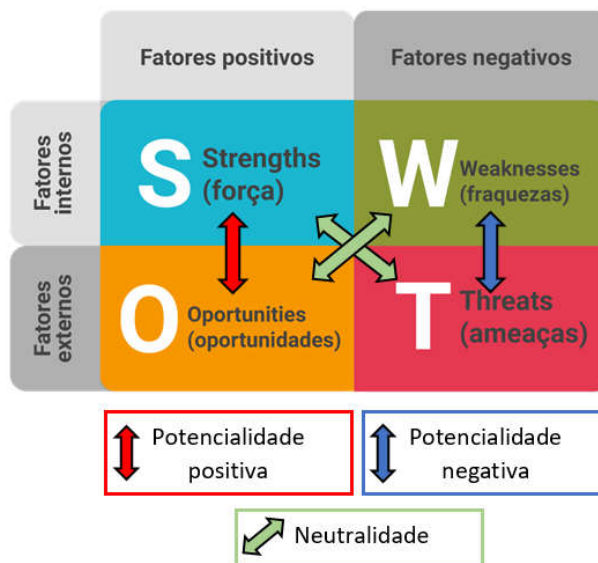 Fatores positivos
Fatores negativos
Fatores
internos
S
Strengths
(força)
W
Weaknesses
(fraquezas)
Fatores
externos
O
Oportunities
(oportunidades)
T
Threats
(ameaças)
Potencialidade
positiva
Potencialidade
negativa
Neutralidade